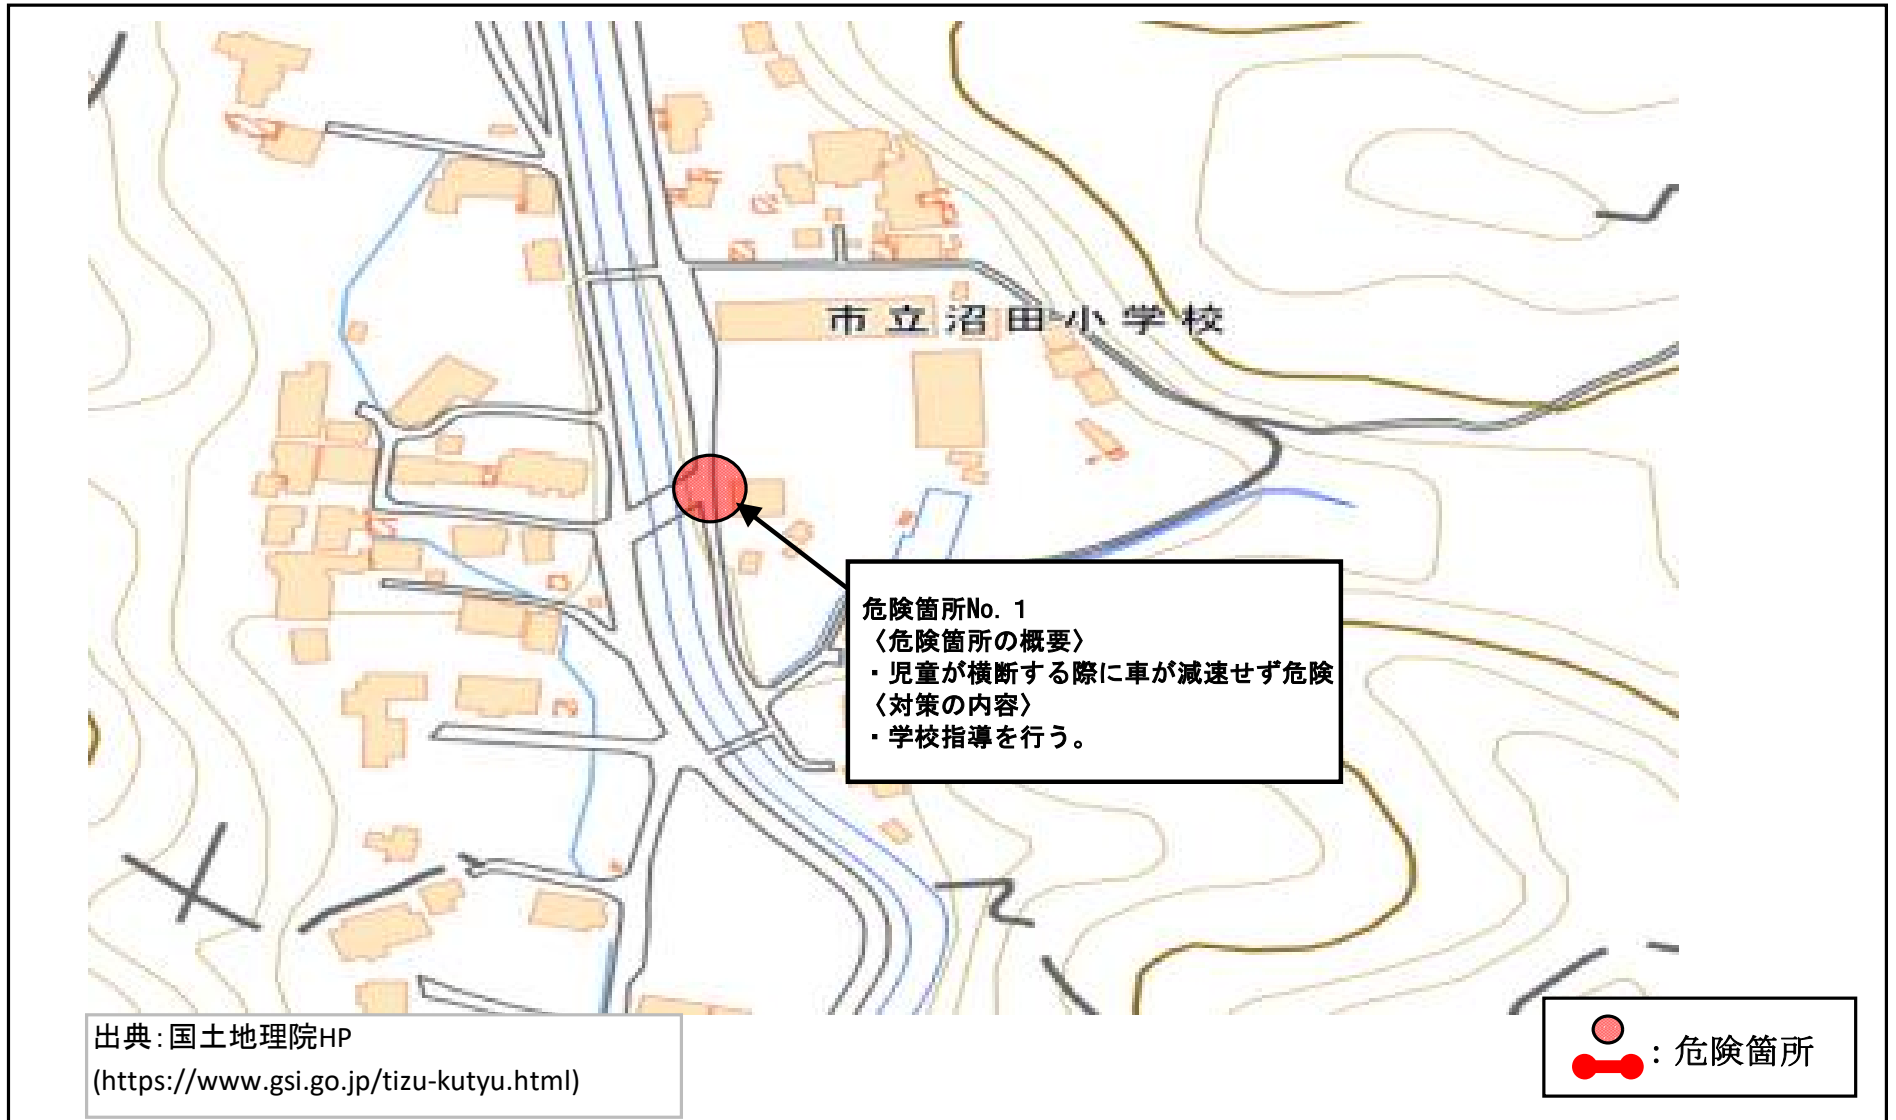 市立沼田小学校
危険箇所No. 1
〈危険箇所の概要〉
・児童が横断する際に車が減速せず危険
〈対策の内容〉
・学校指導を行う。
出典：国土地理院HP
(https://www.gsi.go.jp/tizu-kutyu.html)
：危険箇所